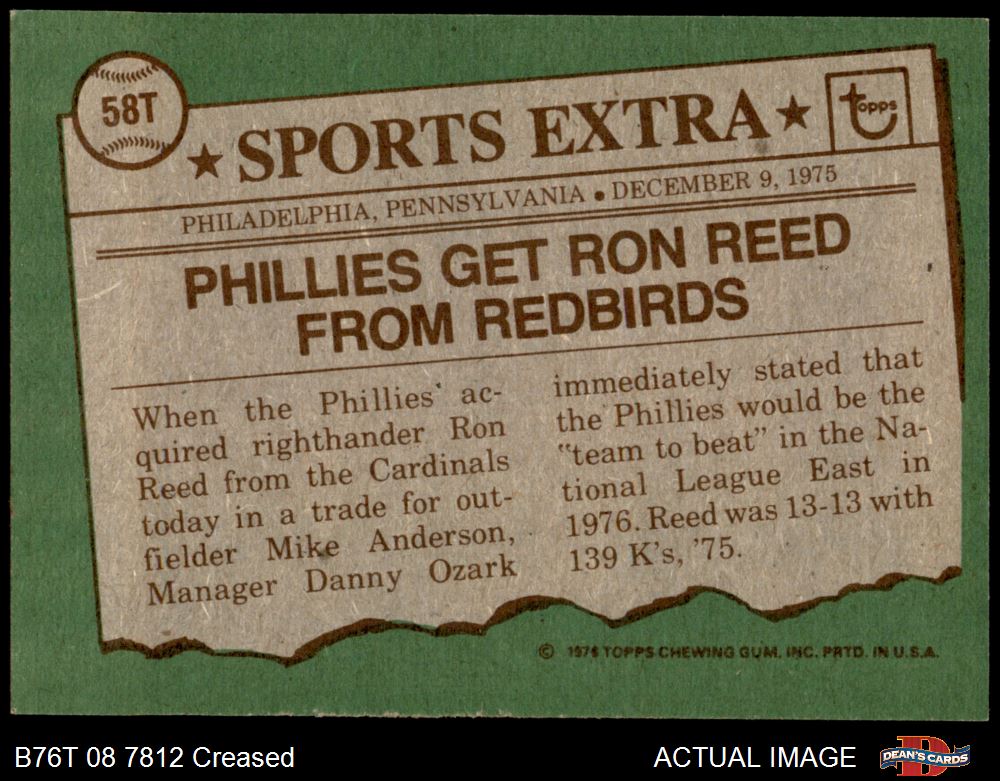 58T
★ SPORTS EXTRA ★
Topps
PHILADELPHIA, PENNSYLVANIA • DECEMBER 9, 1975
PHILLIES GET RON REED
FROM REDBIRDS
When the Phillies ac-
quired righthander Ron
Reed from the Cardinals
today in a trade for out-
fielder Mike Anderson,
Manager Danny Ozark
immediately stated that
the Phillies would be the
"team to beat" in the Na-
tional League East in
1976. Reed was 13-13 with
139 K's, '75.
© 1976 TOPPS CHEWING GUM, INC. PRTD. IN U.S.A.
B76T 08 7812 Creased
ACTUAL IMAGE
DEAN'S CARDS